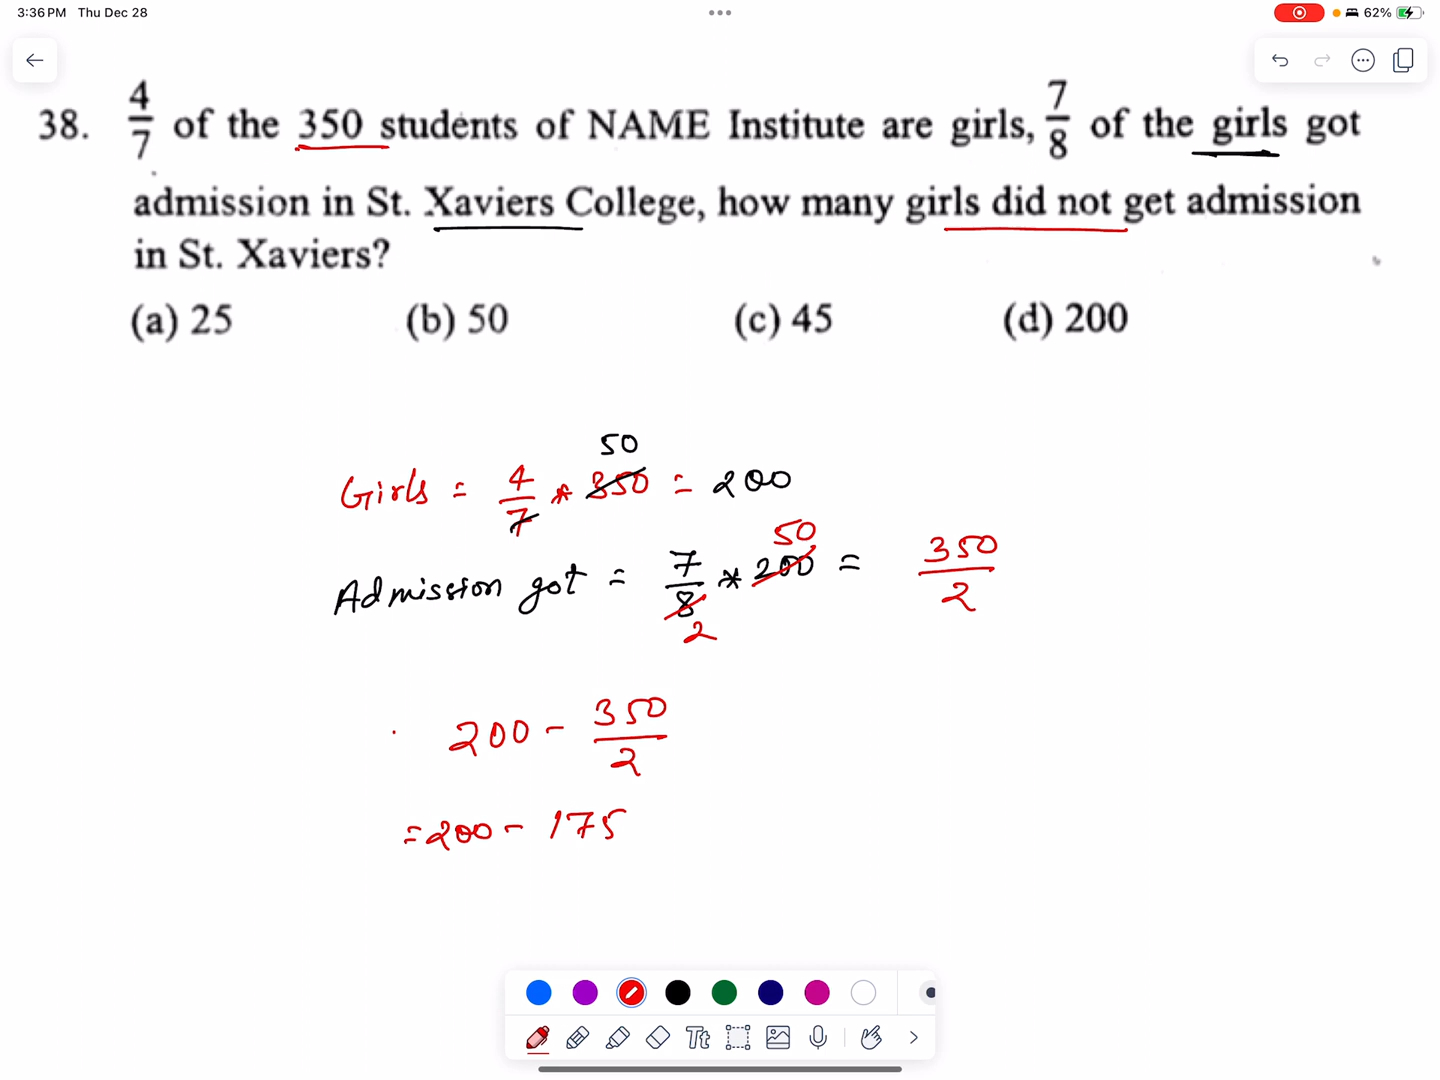 3:36 PM Thu Dec 28
62%
38. 4/7 of the 350 students of NAME Institute are girls, 7/8 of the girls got
admission in St. Xaviers College, how many girls did not get admission
in St. Xaviers?
(a) 25 (b) 50 (c) 45 (d) 200
50
Girls = 4/7 * 350 = 200
50
Admission got = 7/8 * 200 = 350/2
2
200 - 350/2
= 200 - 175
Tt